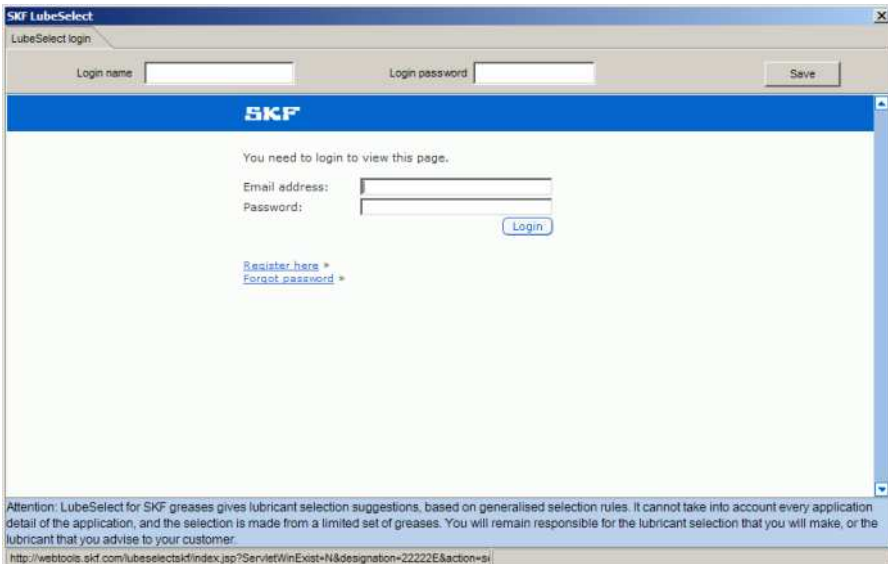 SKF LubeSelect
LubeSelect login
Login name Login password Save
SKF
You need to login to view this page.
Email address:
Password:
Login
Register here »
Forgot password »
Attention: LubeSelect for SKF greases gives lubricant selection suggestions, based on generalised selection rules. It cannot take into account every application
detail of the application, and the selection is made from a limited set of greases. You will remain responsible for the lubricant selection that you will make, or the
lubricant that you advise to your customer.
http://webtools.skf.com/lubeselectskf/index.jsp?ServletWinExist=N&designation=22222E&action=si